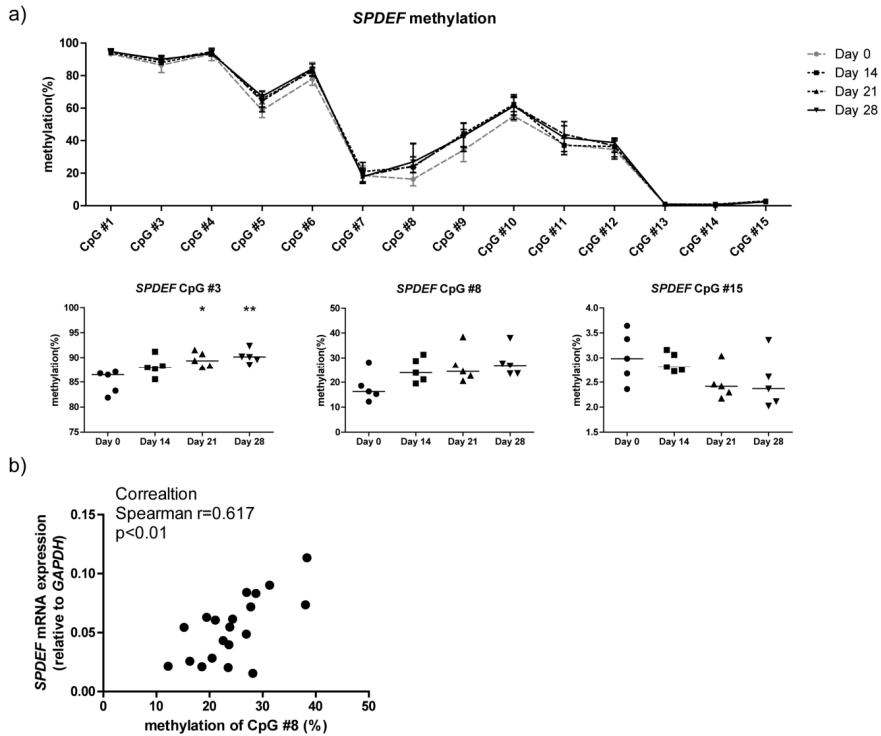 a)
SPDEF methylation
methylation(%)
100
80
60
40
20
0
CpG #1
CpG #3
CpG #4
CpG #5
CpG #6
CpG #7
CpG #8
CpG #9
CpG #10
CpG #11
CpG #12
CpG #13
CpG #14
CpG #15
Day 0
Day 14
Day 21
Day 28
SPDEF CpG #3
methylation(%)
100
95
90
85
80
75
* **
Day 0 Day 14 Day 21 Day 28
SPDEF CpG #8
methylation(%)
50
40
30
20
10
0
Day 0 Day 14 Day 21 Day 28
SPDEF CpG #15
methylation(%)
4.0
3.5
3.0
2.5
2.0
1.5
Day 0 Day 14 Day 21 Day 28
b)
Correaltion
Spearman r=0.617
p<0.01
SPDEF mRNA expression
(relative to GAPDH)
0.15
0.10
0.05
0.00
0 10 20 30 40 50
methylation of CpG #8 (%)